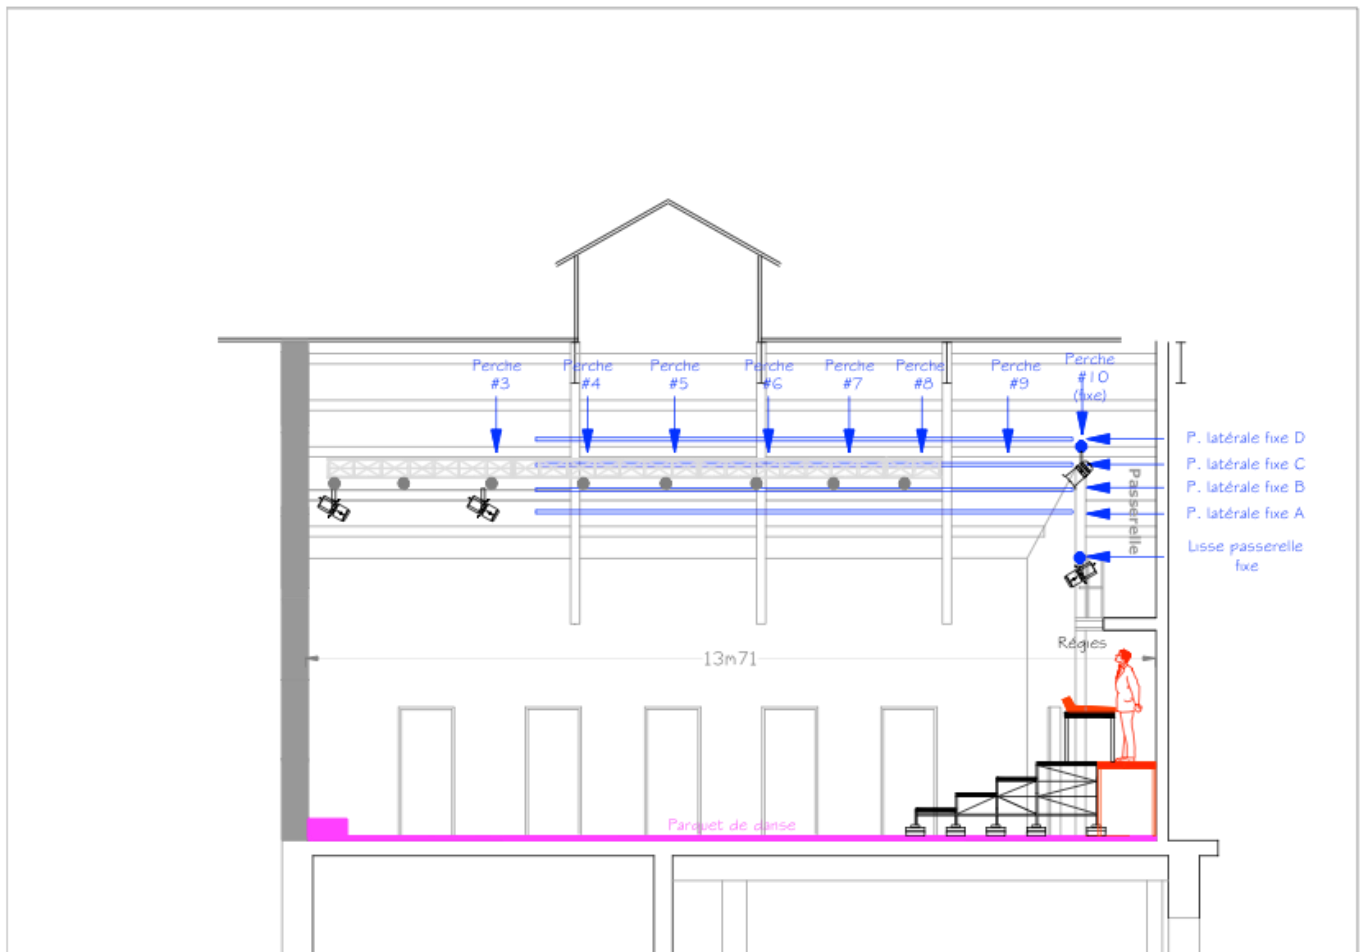 Perche
#3
Perche
#4
Perche
#5
Perche
#6
Perche
#7
Perche
#8
Perche
#9
Perche
#10
(fixe)
P. latérale fixe D
P. latérale fixe C
P. latérale fixe B
P. latérale fixe A
Passerelle
Lisse passerelle
fixe
Régies
13m71
Parquet de danse